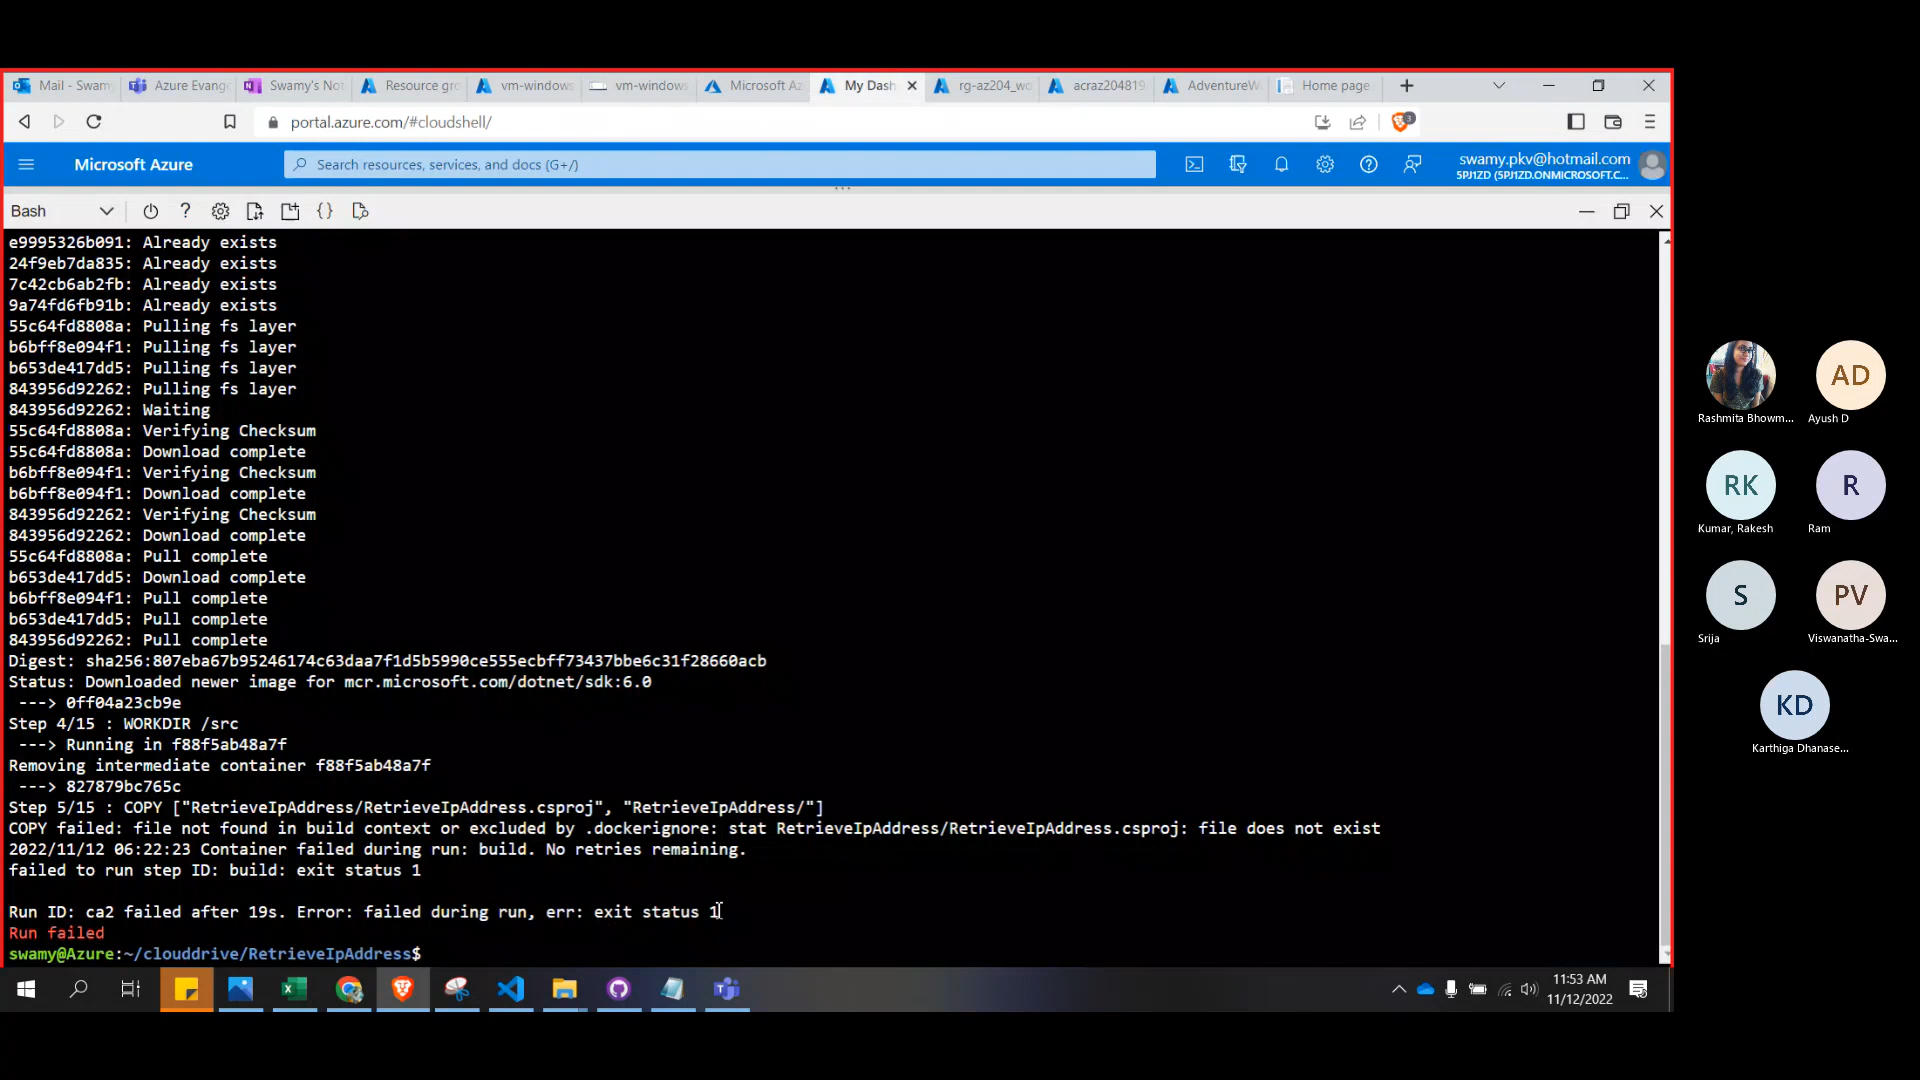 Mail - Swamy
Azure Evang
Swamy's Not
Resource gro
vm-windows
vm-windows
Microsoft Az
My Dash
rg-az204_wo
acraz204819
AdventureW
Home page
portal.azure.com/#cloudshell/
3
Microsoft Azure
Search resources, services, and docs (G+/)
swamy.pkv@hotmail.com
5PJ1ZD (5PJ1ZD.ONMICROSOFT.C...
Bash
e9995326b091: Already exists
24f9eb7da835: Already exists
7c42cb6ab2fb: Already exists
9a74fd6fb91b: Already exists
55c64fd8808a: Pulling fs layer
b6bff8e094f1: Pulling fs layer
b653de417dd5: Pulling fs layer
843956d92262: Pulling fs layer
843956d92262: Waiting
55c64fd8808a: Verifying Checksum
55c64fd8808a: Download complete
b6bff8e094f1: Verifying Checksum
b6bff8e094f1: Download complete
843956d92262: Verifying Checksum
843956d92262: Download complete
55c64fd8808a: Pull complete
b653de417dd5: Download complete
b6bff8e094f1: Pull complete
b653de417dd5: Pull complete
843956d92262: Pull complete
Digest: sha256:807eba67b95246174c63daa7f1d5b5990ce555ecbff73437bbe6c31f28660acb
Status: Downloaded newer image for mcr.microsoft.com/dotnet/sdk:6.0
---> 0ff04a23cb9e
Step 4/15 : WORKDIR /src
---> Running in f88f5ab48a7f
Removing intermediate container f88f5ab48a7f
---> 827879bc765c
Step 5/15 : COPY ["RetrieveIpAddress/RetrieveIpAddress.csproj", "RetrieveIpAddress/"]
COPY failed: file not found in build context or excluded by .dockerignore: stat RetrieveIpAddress/RetrieveIpAddress.csproj: file does not exist
2022/11/12 06:22:23 Container failed during run: build. No retries remaining.
failed to run step ID: build: exit status 1
Run ID: ca2 failed after 19s. Error: failed during run, err: exit status 1
Run failed
swamy@Azure:~/clouddrive/RetrieveIpAddress$
11:53 AM
11/12/2022
Rashmita Bhowm...
AD
Ayush D
RK
Kumar, Rakesh
R
Ram
S
Srija
PV
Viswanatha-Swa...
KD
Karthiga Dhanase...